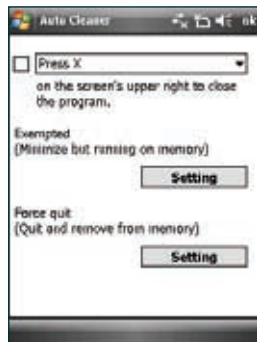 Auto Cleaner
ok
Press X
on the screen's upper right to close
the program.
Exempted
(Minimize but running on memory)
Setting
Force quit
(Quit and remove from memory)
Setting